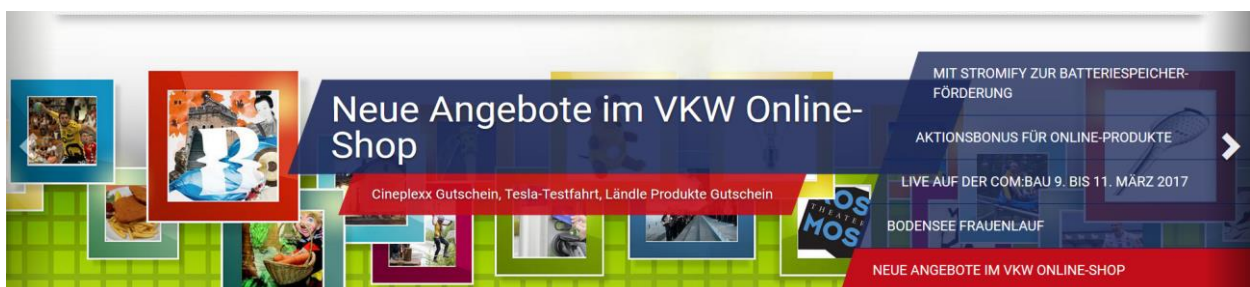 Neue Angebote im VKW Online-
Shop
Cineplexx Gutschein, Tesla-Testfahrt, Ländle Produkte Gutschein
MIT STROMIFY ZUR BATTERIESPEICHER-
FÖRDERUNG
AKTIONSBONUS FÜR ONLINE-PRODUKTE
LIVE AUF DER COM:BAU 9. BIS 11. MÄRZ 2017
BODENSEE FRAUENLAUF
NEUE ANGEBOTE IM VKW ONLINE-SHOP
THEATER
MOS